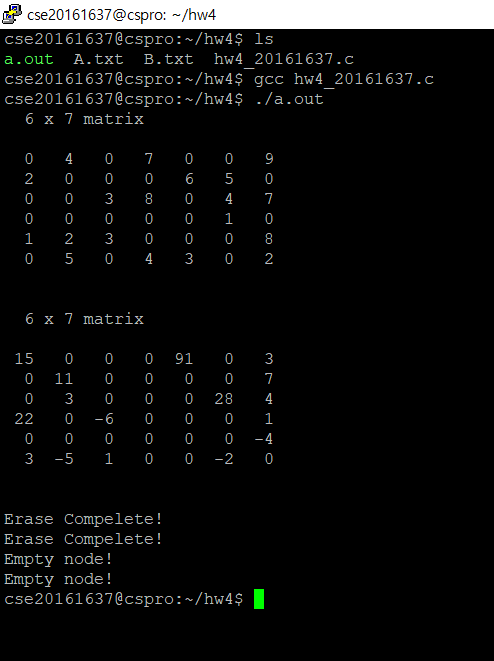 cse20161637@cspro: ~/hw4
cse20161637@cspro:~/hw4$ ls
a.out  A.txt  B.txt  hw4_20161637.c
cse20161637@cspro:~/hw4$ gcc hw4_20161637.c
cse20161637@cspro:~/hw4$ ./a.out
6 x 7 matrix
0 4 0 7 0 0 9
2 0 0 0 6 5 0
0 0 3 8 0 4 7
0 0 0 0 0 1 0
1 2 3 0 0 0 8
0 5 0 4 3 0 2
6 x 7 matrix
15 0 0 0 91 0 3
0 11 0 0 0 0 7
0 3 0 0 0 28 4
22 0 -6 0 0 0 1
0 0 0 0 0 0 -4
3 -5 1 0 0 -2 0
Erase Compelete!
Erase Compelete!
Empty node!
Empty node!
cse20161637@cspro:~/hw4$